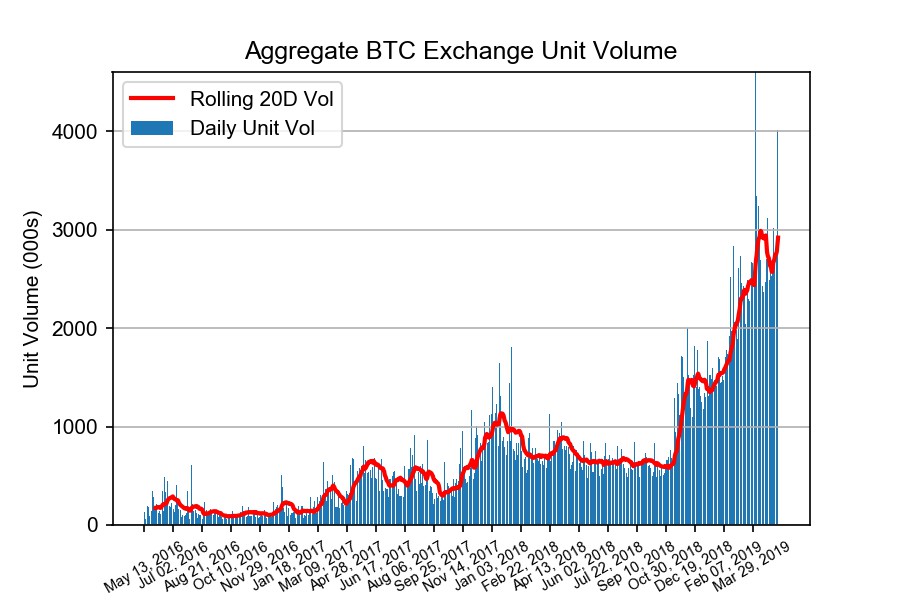 Aggregate BTC Exchange Unit Volume
Rolling 20D Vol
Daily Unit Vol
Unit Volume (000s)
4000
3000
2000
1000
0
May 13, 2016
Jul 02, 2016
Aug 21, 2016
Oct 10, 2016
Nov 29, 2016
Jan 18, 2017
Mar 09, 2017
Apr 28, 2017
Jun 17, 2017
Aug 06, 2017
Sep 25, 2017
Nov 14, 2017
Jan 03, 2018
Feb 22, 2018
Apr 13, 2018
Jun 02, 2018
Jul 22, 2018
Sep 10, 2018
Oct 30, 2018
Dec 19, 2018
Feb 07, 2019
Mar 29, 2019